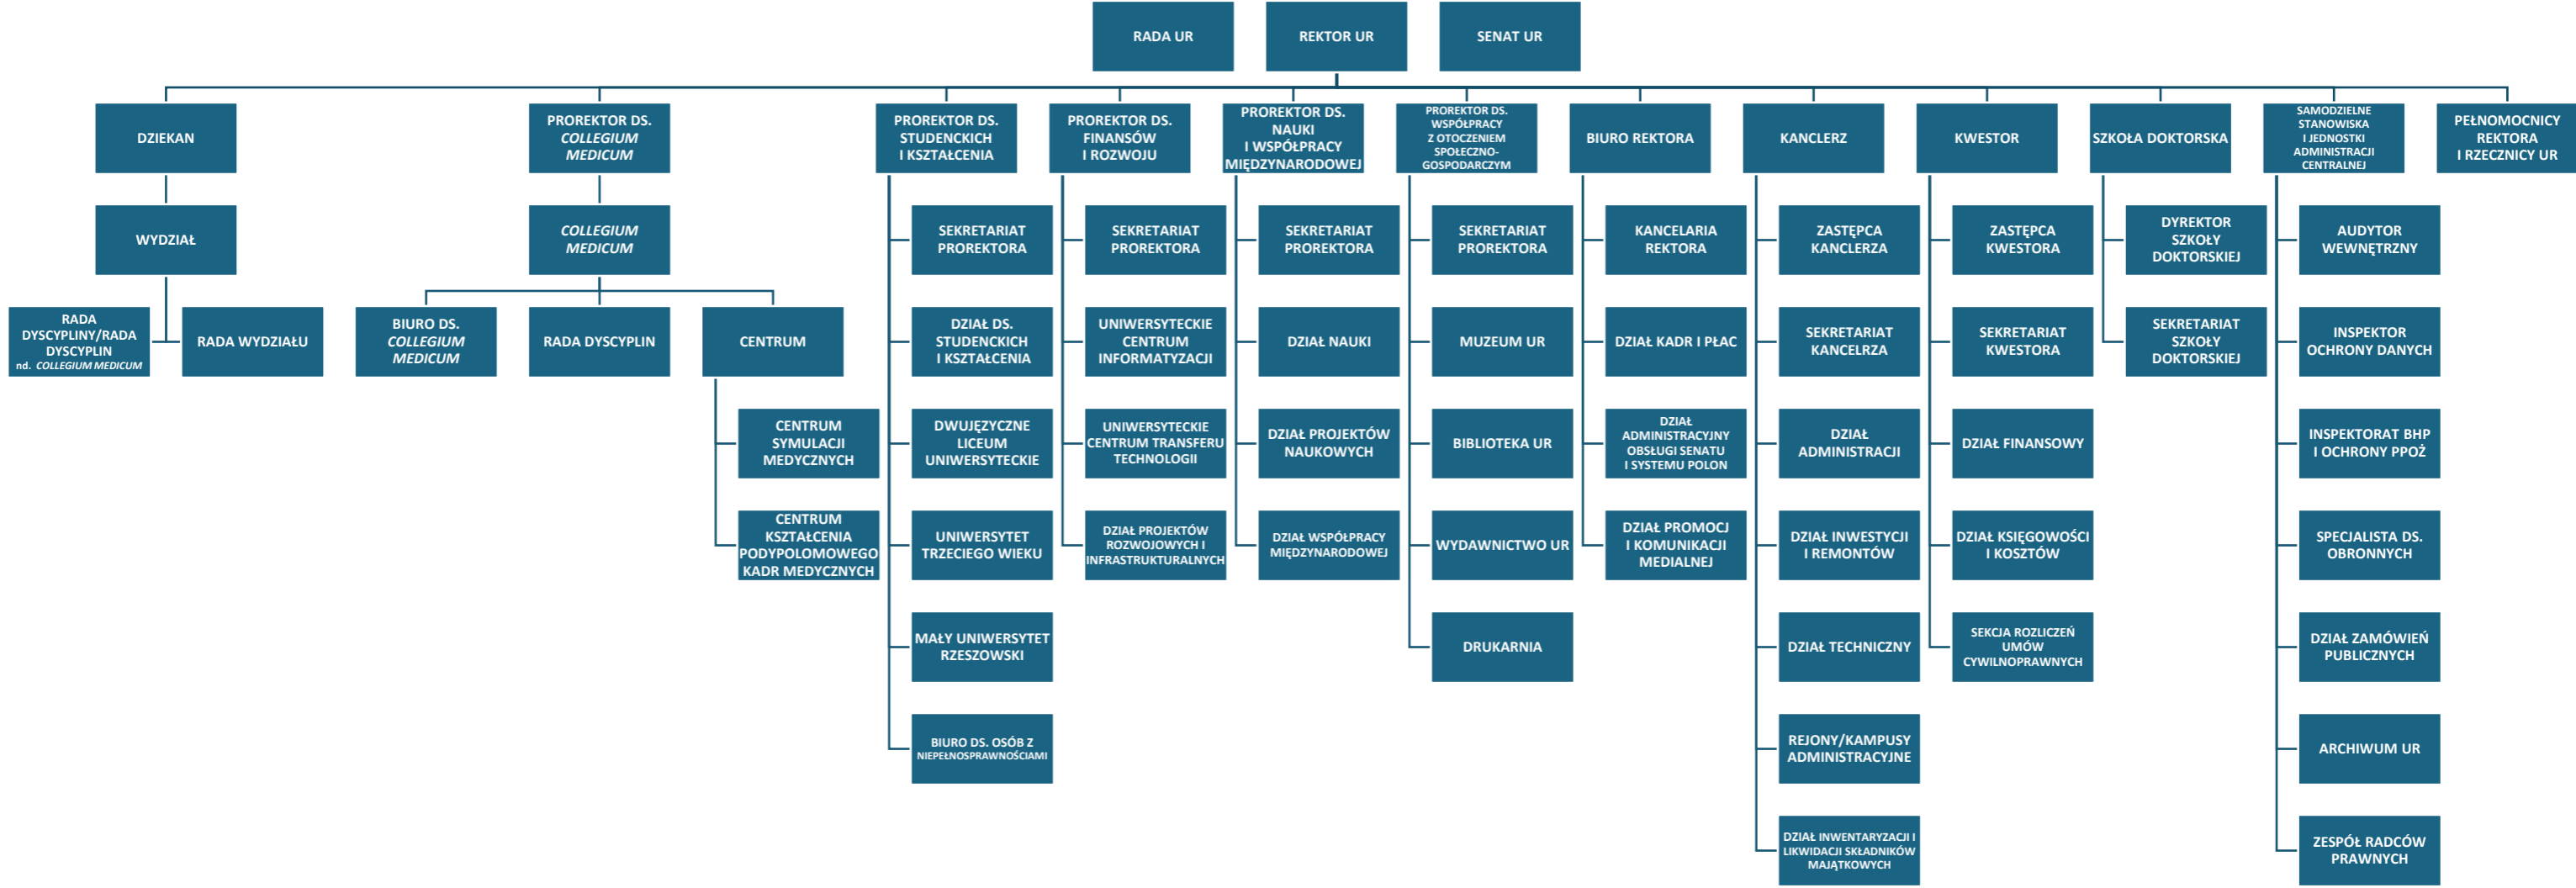 RADA UR
REKTOR UR
SENAT UR
DZIEKAN
PROREKTOR DS.
COLLEGIUM
MEDICUM
PROREKTOR DS.
STUDENCKICH
I KSZTAŁCENIA
PROREKTOR DS.
FINANSÓW
I ROZWOJU
PROREKTOR DS.
NAUKI
I WSPÓŁPRACY
MIĘDZYNARODOWEJ
PROREKTOR DS.
WSPÓŁPRACY
Z OTOCZENIEM
SPOŁECZNO-
GOSPODARCZYM
BIURO REKTORA
KANCLERZ
KWESTOR
SZKOŁA DOKTORSKA
SAMODZIELNE
STANOWISKA
I JEDNOSTKI
ADMINISTRACJI
CENTRALNEJ
PEŁNOMOCNICY
REKTORA
I RZECZNICY UR
WYDZIAŁ
COLLEGIUM
MEDICUM
SEKRETARIAT
PROREKTORA
SEKRETARIAT
PROREKTORA
SEKRETARIAT
PROREKTORA
SEKRETARIAT
PROREKTORA
KANCELARIA
REKTORA
ZASTĘPCA
KANCLERZA
ZASTĘPCA
KWESTORA
DYREKTOR
SZKOŁY
DOKTORSKIEJ
AUDYTOR
WEWNĘTRZNY
RADA
DYSCYPLINY/RADA
DYSCYPLIN
nd. COLLEGIUM MEDICUM
RADA WYDZIAŁU
BIURO DS.
COLLEGIUM
MEDICUM
RADA DYSCYPLIN
CENTRUM
DZIAŁ DS.
STUDENCKICH
I KSZTAŁCENIA
UNIWERSYTECKIE
CENTRUM
INFORMATYZACJI
DZIAŁ NAUKI
MUZEUM UR
DZIAŁ KADR I PŁAC
SEKRETARIAT
KANCELRZA
SEKRETARIAT
KWESTORA
SEKRETARIAT
SZKOŁY
DOKTORSKIEJ
INSPEKTOR
OCHRONY DANYCH
CENTRUM
SYMULACJI
MEDYCZNYCH
DWUJĘZYCZNE
LICEUM
UNIWERSYTECKIE
UNIWERSYTECKIE
CENTRUM TRANSFERU
TECHNOLOGII
DZIAŁ PROJEKTÓW
NAUKOWYCH
BIBLIOTEKA UR
DZIAŁ
ADMINISTRACYJNY
OBSŁUGI SENATU
I SYSTEMU POLON
DZIAŁ
ADMINISTRACJI
DZIAŁ FINANSOWY
INSPEKTORAT BHP
I OCHRONY PPOŻ
CENTRUM
KSZTAŁCENIA
PODYPOLOMOWEGO
KADR MEDYCZNYCH
UNIWERSYTET
TRZECIEGO WIEKU
DZIAŁ PROJEKTÓW
ROZWOJOWYCH I
INFRASTRUKTURALNYCH
DZIAŁ WSPÓŁPRACY
MIĘDZYNARODOWEJ
WYDAWNICTWO UR
DZIAŁ PROMOCJ
I KOMUNIKACJI
MEDIALNEJ
DZIAŁ INWESTYCJI
I REMONTÓW
DZIAŁ KSIĘGOWOŚCI
I KOSZTÓW
SPECJALISTA DS.
OBRONNYCH
MAŁY UNIWERSYTET
RZESZOWSKI
DRUKARNIA
DZIAŁ TECHNICZNY
SEKCJA ROZLICZEŃ
UMÓW
CYWILNOPRAWNYCH
DZIAŁ ZAMÓWIEŃ
PUBLICZNYCH
BIURO DS. OSÓB Z
NIEPEŁNOSPRAWNOŚCIAMI
REJONY/KAMPUSY
ADMINISTRACYJNE
ARCHIWUM UR
DZIAŁ INWENTARYZACJI I
LIKWIDACJI SKŁADNIKÓW
MAJĄTKOWYCH
ZESPÓŁ RADCÓW
PRAWNYCH